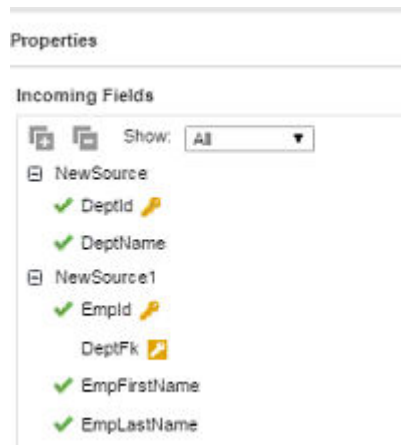 Properties
Incoming Fields
Show: All
NewSource
DeptId
DeptName
NewSource1
EmpId
DeptFk
EmpFirstName
EmpLastName